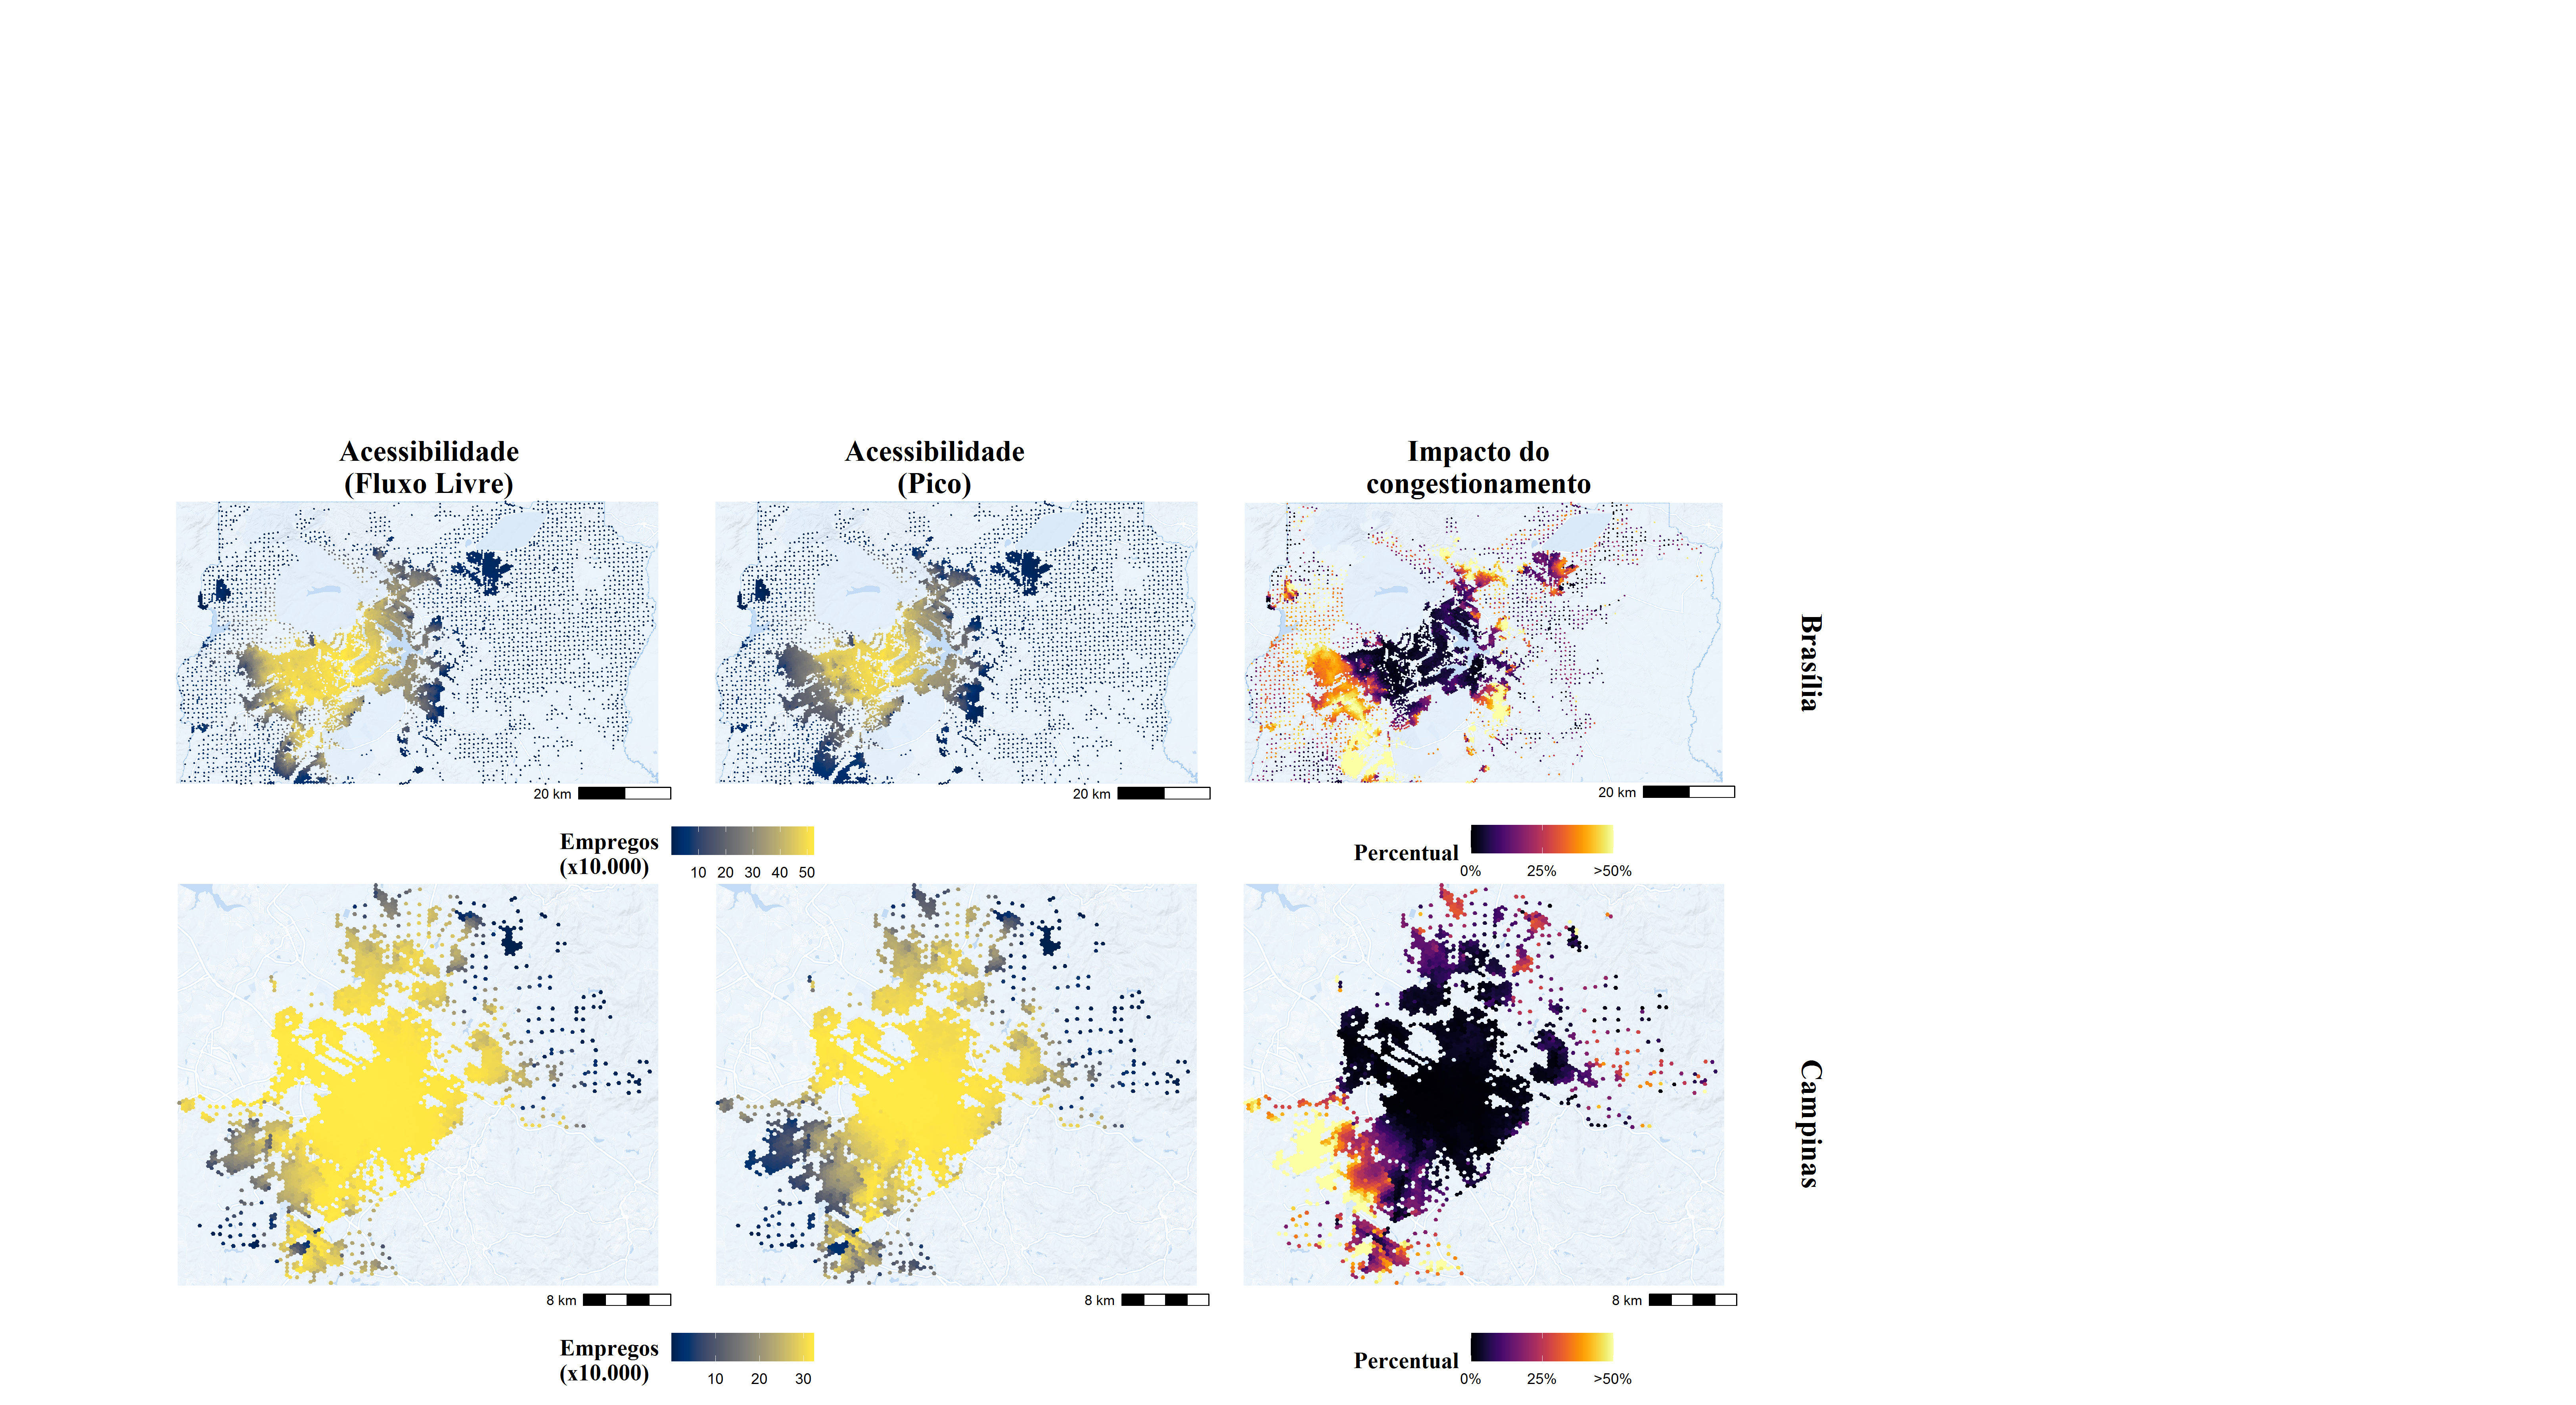 Acessibilidade
(Fluxo Livre)
Acessibilidade
(Pico)
Impacto do
congestionamento
Brasília
20 km
20 km
20 km
Empregos
(x10.000)
10 20 30 40 50
Percentual
0% 25% >50%
Campinas
8 km
8 km
8 km
Empregos
(x10.000)
10 20 30
Percentual
0% 25% >50%